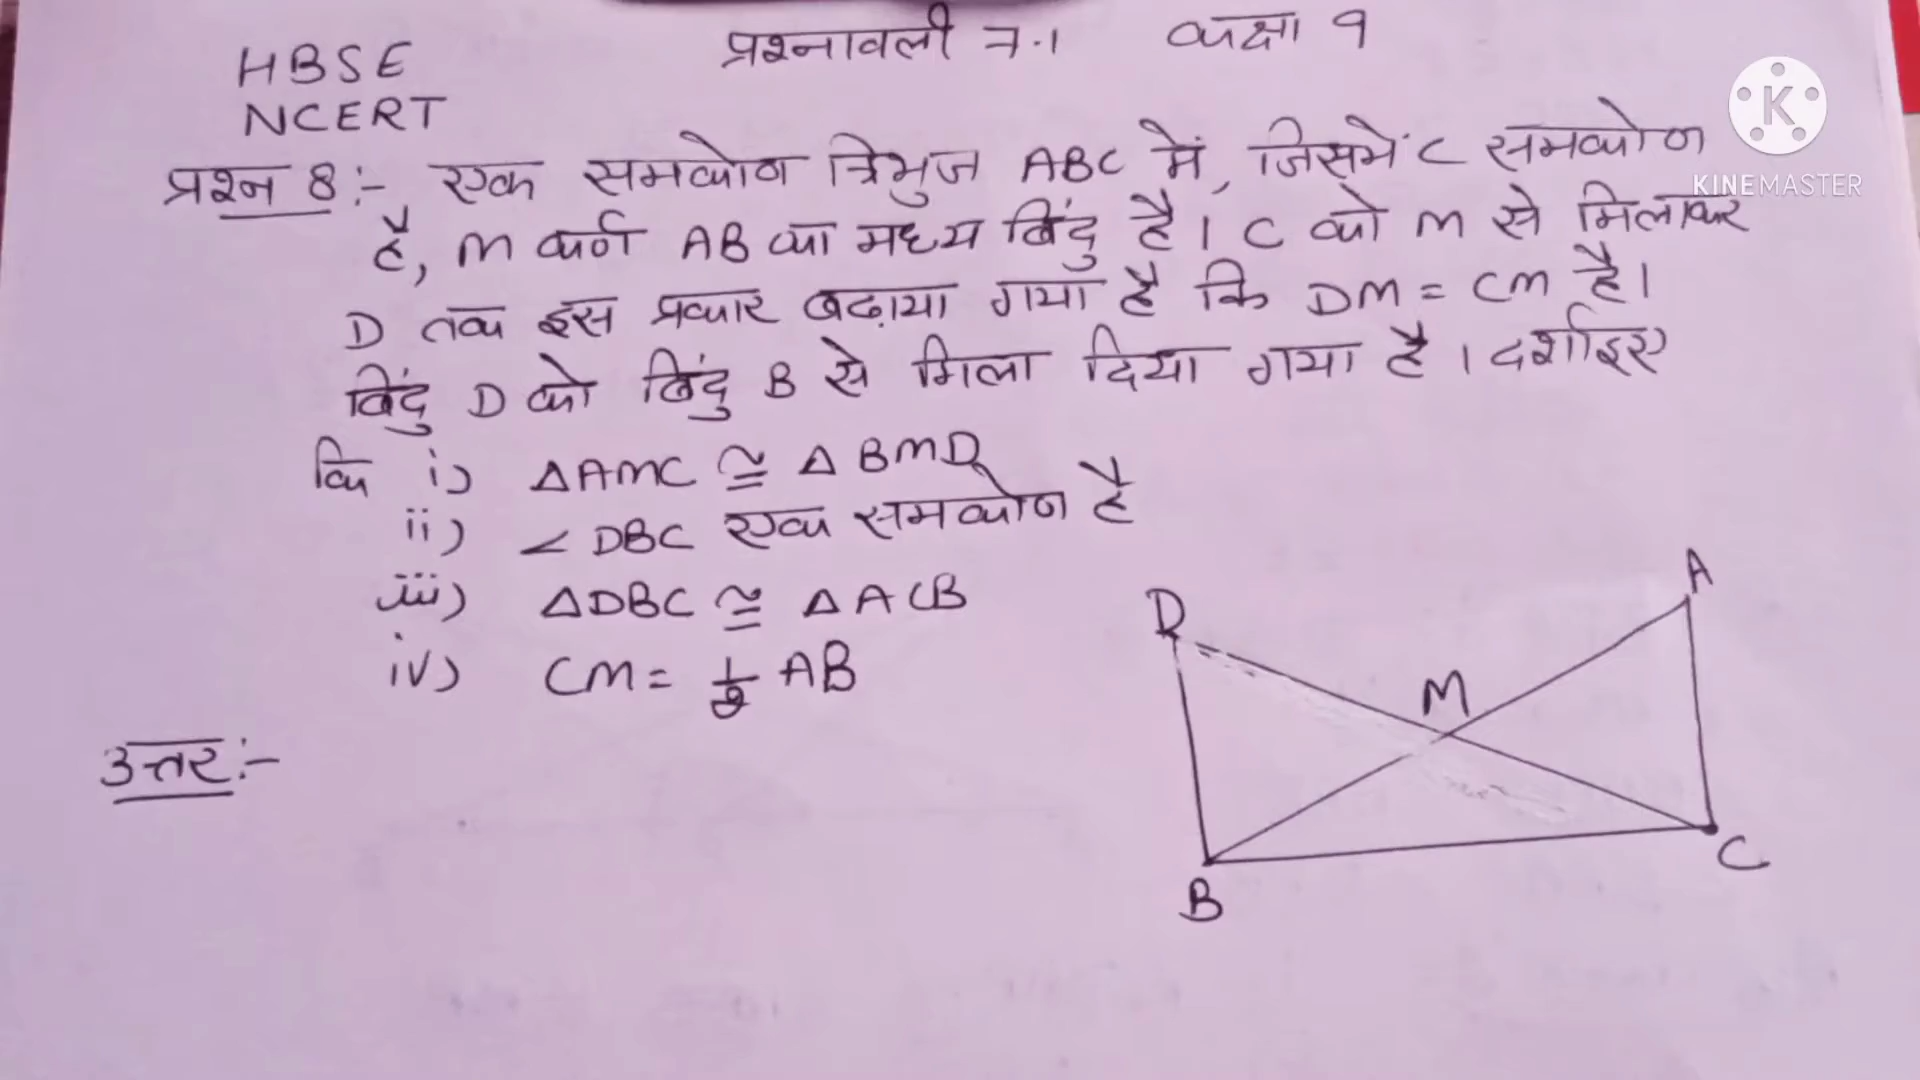 HBSE
NCERT
प्रश्नावली 7.1 कक्षा 9
K
KINEMASTER
प्रश्न 8:- एक समकोण त्रिभुज ABC में, जिसमें C समकोण
है, M कर्ण AB का मध्य बिंदु है। C को M से मिलाकर
D तक इस प्रकार बढ़ाया गया है कि DM = CM है।
बिंदु D को बिंदु B से मिला दिया गया है। दर्शाइए
कि i) ΔAMC ≅ ΔBMD
ii) ∠DBC एक समकोण है
iii) ΔDBC ≅ ΔACB
iv) CM = 1/2 AB
D
A
M
उत्तर:-
C
B